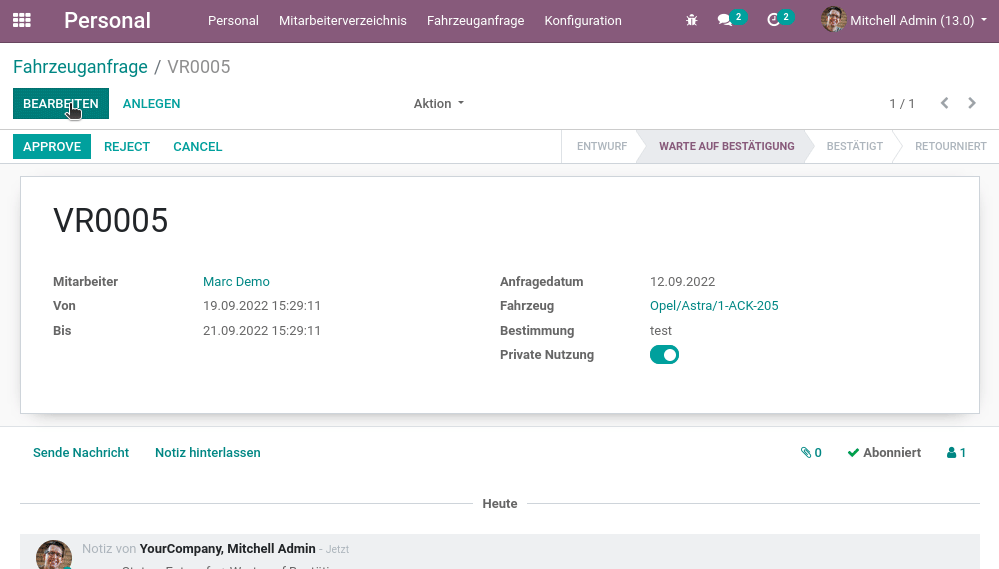 Personal Personal Mitarbeiterverzeichnis Fahrzeuganfrage Konfiguration 2 2 Mitchell Admin (13.0)
Fahrzeuganfrage / VR0005
BEARBEITEN ANLEGEN Aktion 1 / 1
APPROVE REJECT CANCEL ENTWURF WARTE AUF BESTÄTIGUNG BESTÄTIGT RETOURNIERT
VR0005
Mitarbeiter Marc Demo Anfragedatum 12.09.2022
Von 19.09.2022 15:29:11 Fahrzeug Opel/Astra/1-ACK-205
Bis 21.09.2022 15:29:11 Bestimmung test
Private Nutzung
Sende Nachricht Notiz hinterlassen 0 Abonniert 1
Heute
Notiz von YourCompany, Mitchell Admin - Jetzt